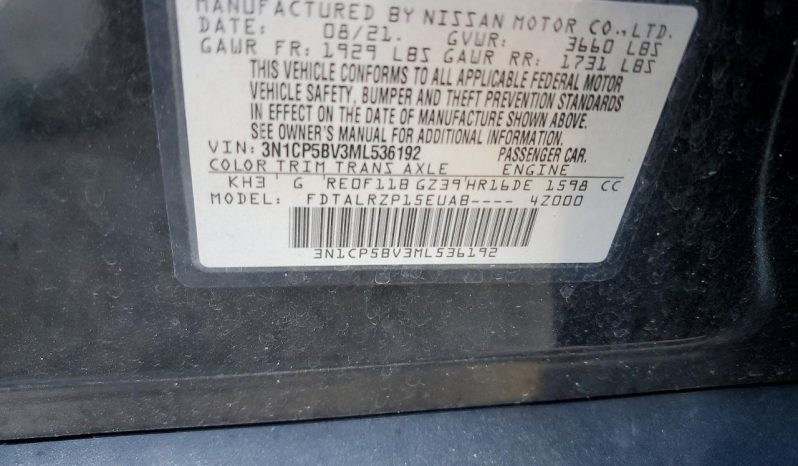 MANUFACTURED BY NISSAN MOTOR CO.,LTD.
DATE: 08/21. GVWR: 3660 LBS
GAWR FR: 1929 LBS GAWR RR: 1731 LBS
THIS VEHICLE CONFORMS TO ALL APPLICABLE FEDERAL MOTOR
VEHICLE SAFETY, BUMPER AND THEFT PREVENTION STANDARDS
IN EFFECT ON THE DATE OF MANUFACTURE SHOWN ABOVE.
SEE OWNER'S MANUAL FOR ADDITIONAL INFORMATION.
VIN: 3N1CP5BV3ML536192 PASSENGER CAR.
COLOR TRIM TRANS AXLE ENGINE
KH3 ' G ' RE0F11B GZ39'HR16DE 1598 CC
MODEL: FDTALRZP15EUAB---- 4Z000
3N1CP5BV3ML536192